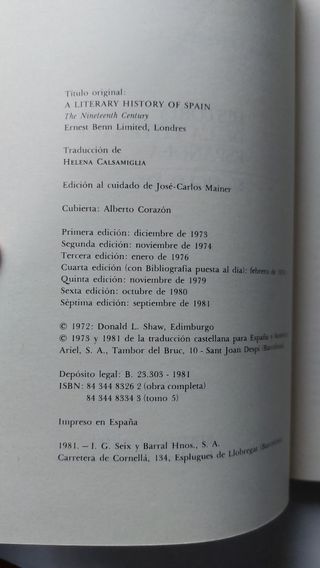 Título original:
A LITERARY HISTORY OF SPAIN
The Nineteenth Century
Ernest Benn Limited, Londres
Traducción de
HELENA CALSAMIGLIA
Edición al cuidado de José-Carlos Mainer
Cubierta: Alberto Corazón
Primera edición: diciembre de 1973
Segunda edición: noviembre de 1974
Tercera edición: enero de 1976
Cuarta edición (con Bibliografía puesta al día): febrero de
Quinta edición: noviembre de 1979
Sexta edición: octubre de 1980
Séptima edición: septiembre de 1981
© 1972: Donald L. Shaw, Edimburgo
© 1973 y 1981 de la traducción castellana para España y América:
Ariel, S. A., Tambor del Bruc, 10 - Sant Joan Despí (Barcelona)
Depósito legal: B. 23.303 - 1981
ISBN: 84 344 8326 2 (obra completa)
84 344 8334 3 (tomo 5)
Impreso en España
1981. – I. G. Seix y Barral Hnos., S. A.
Carretera de Cornellá, 134, Esplugues de Llobregat (Barcelona)